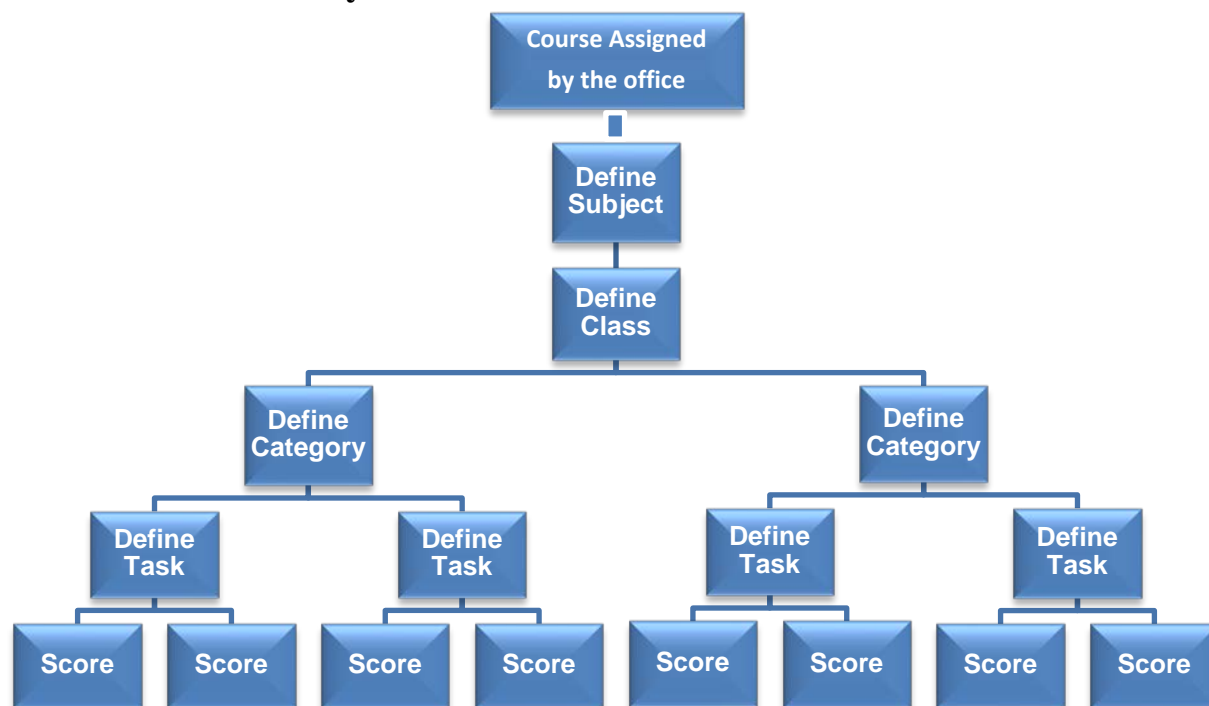 Course Assigned
by the office
Define
Subject
Define
Class
Define
Category
Define
Category
Define
Task
Define
Task
Define
Task
Define
Task
Score
Score
Score
Score
Score
Score
Score
Score